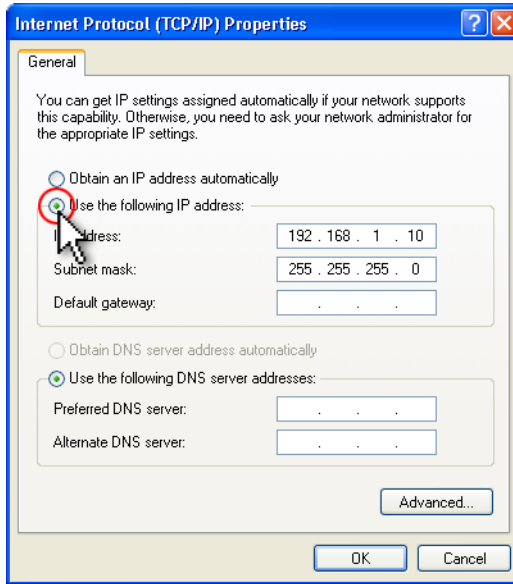 Internet Protocol (TCP/IP) Properties
General
You can get IP settings assigned automatically if your network supports
this capability. Otherwise, you need to ask your network administrator for
the appropriate IP settings.
Obtain an IP address automatically
Use the following IP address:
IP address: 192 . 168 . 1 . 10
Subnet mask: 255 . 255 . 255 . 0
Default gateway: . . .
Obtain DNS server address automatically
Use the following DNS server addresses:
Preferred DNS server: . . .
Alternate DNS server: . . .
Advanced...
OK Cancel